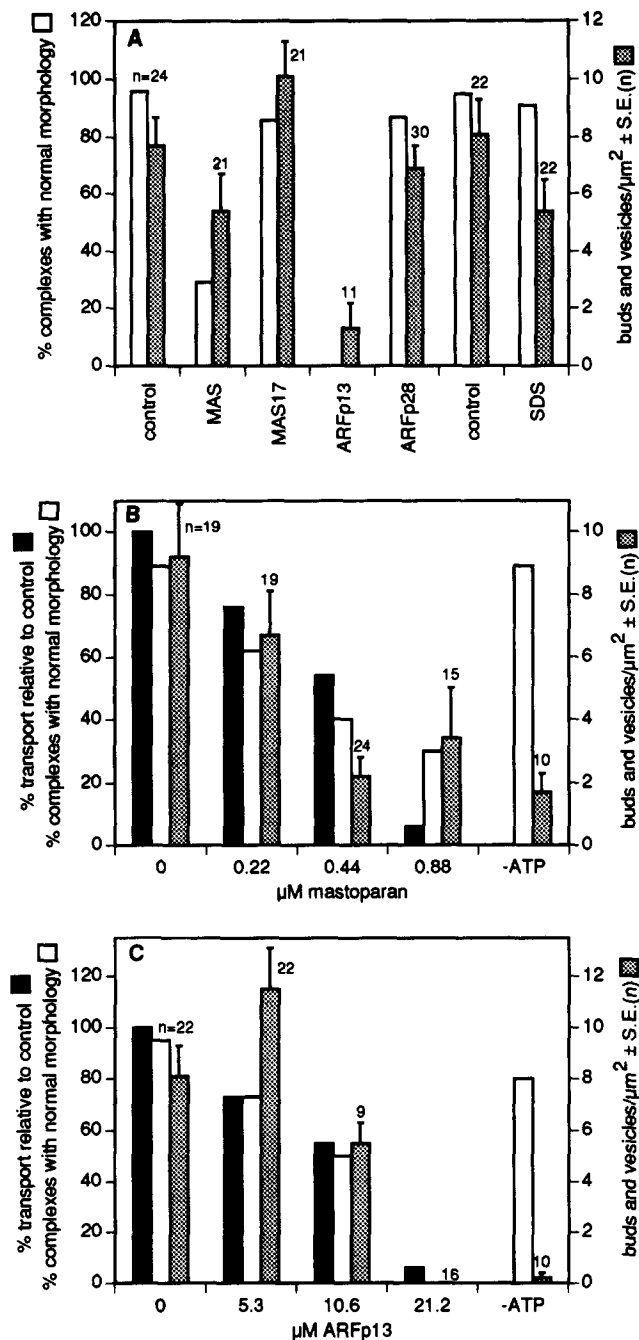 A
% complexes with normal morphology
120
100
80
60
40
20
0
n=24
21
21
11
30
22
22
12
10
8
6
4
2
0
buds and vesicles/µm² ± S.E.(n)
control
MAS
MAS17
ARFp13
ARFp28
control
SDS
B
% transport relative to control
% complexes with normal morphology
100
80
60
40
20
0
n=19
19
24
15
10
10
8
6
4
2
0
buds and vesicles/µm² ± S.E.(n)
0
0.22
0.44
0.88
-ATP
µM mastoparan
C
% transport relative to control
% complexes with normal morphology
120
100
80
60
40
20
0
n=22
22
9
16
10
12
10
8
6
4
2
0
buds and vesicles/µm² ± S.E.(n)
0
5.3
10.6
21.2
-ATP
µM ARFp13